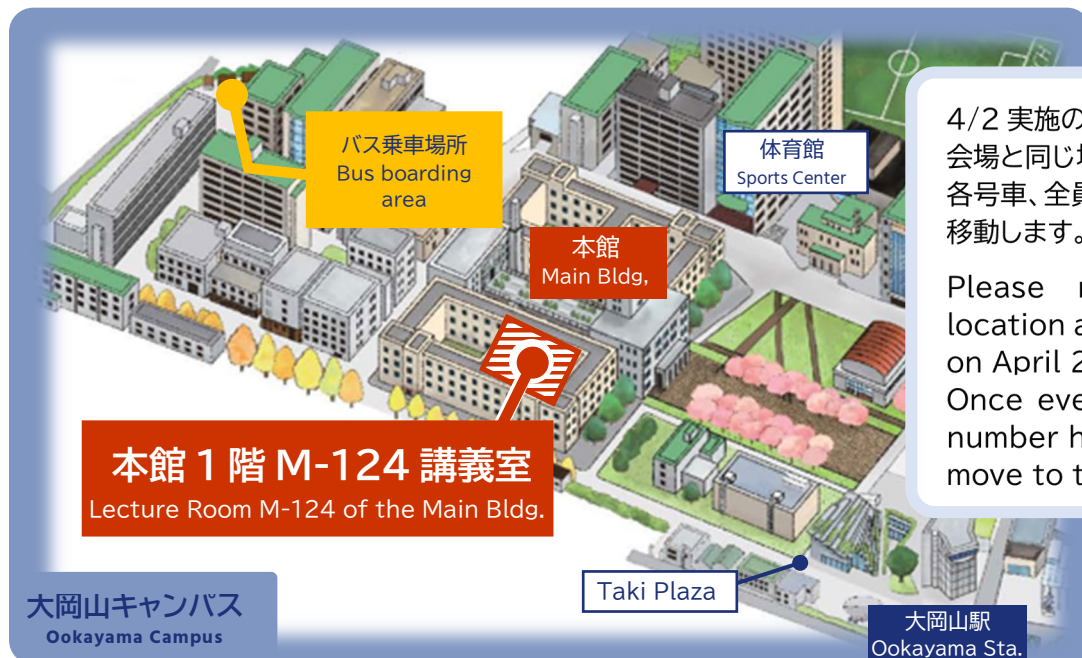 バス乗車場所
Bus boarding
area
体育館
Sports Center
本館
Main Bldg,
4/2 実施の
会場と同じ
各号車、全員
移動します。
Please
location a
on April 2
Once eve
number h
move to t
本館 1 階 M-124 講義室
Lecture Room M-124 of the Main Bldg.
Taki Plaza
大岡山キャンパス
Ookayama Campus
大岡山駅
Ookayama Sta.